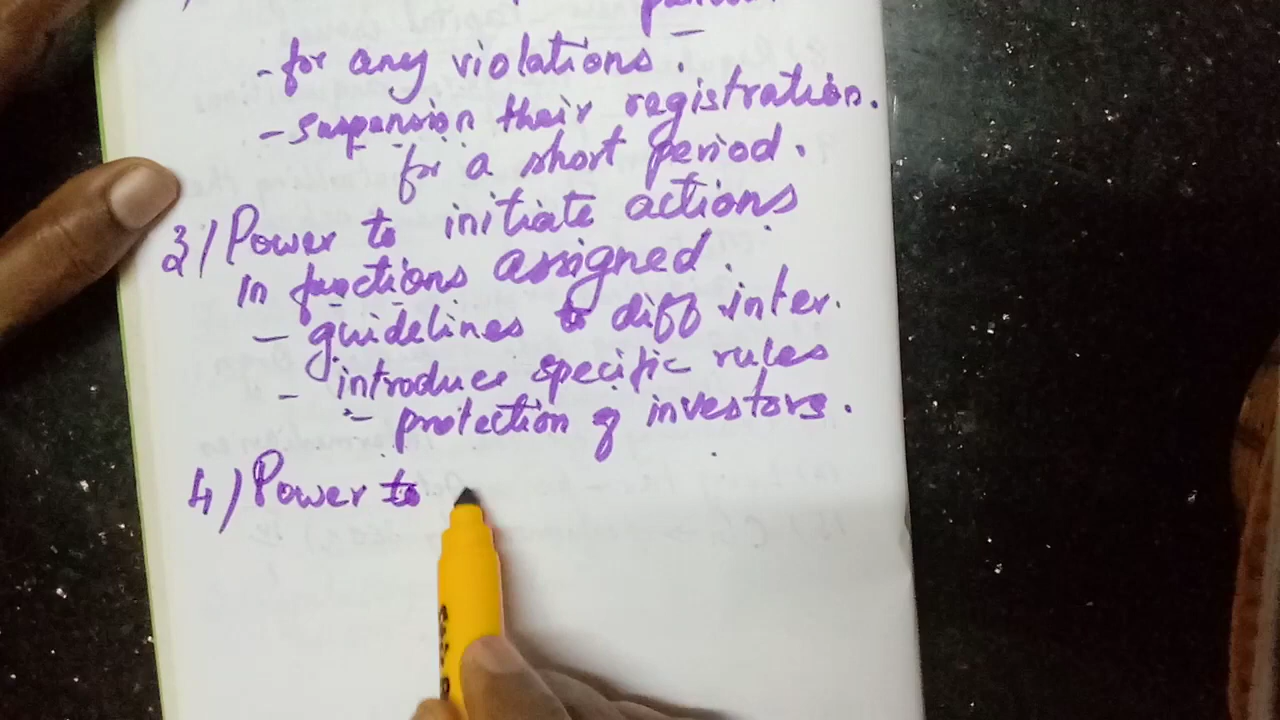 - for any violations.
- suspension their registration.
for a short period.
3) Power to initiate actions
in functions assigned.
- guidelines to diff inter.
- introduce specific rules
- protection of investors.
4) Power to